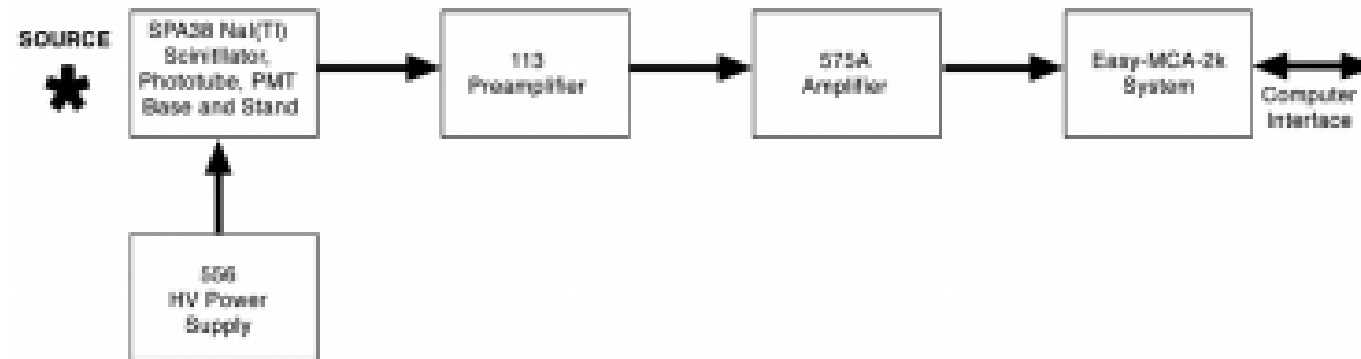 SOURCE
SPA38 NaI(Tl)
Scintillator,
Phototube, PMT
Base and Stand
113
Preamplifier
575A
Amplifier
Easy-MCA-2k
System
Computer
Interface
556
HV Power
Supply